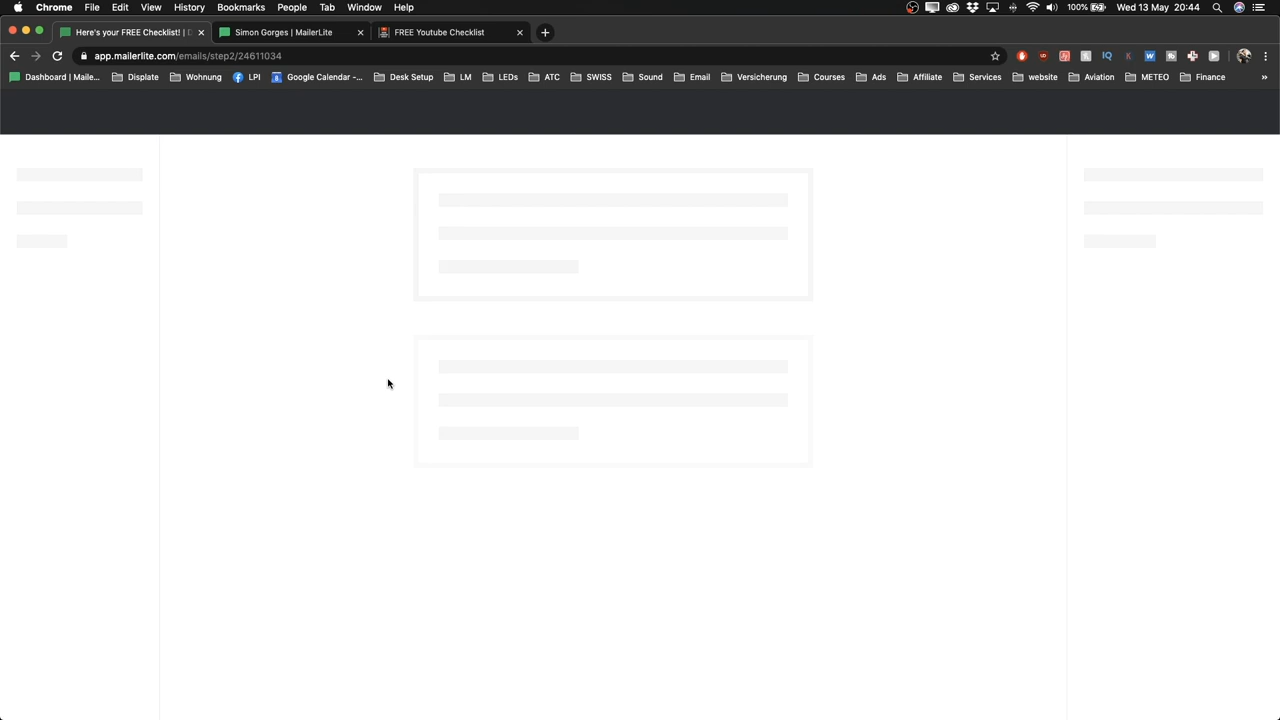 Chrome File Edit View History Bookmarks People Tab Window Help 100% Wed 13 May 20:44
Here's your FREE Checklist! | Simon Gorges | MailerLite FREE Youtube Checklist
app.mailerlite.com/emails/step2/24611034
Dashboard | Maile... Displate Wohnung LPI Google Calendar -... Desk Setup LM LEDs ATC SWISS Sound Email Versicherung Courses Ads Affiliate Services website Aviation METEO Finance »